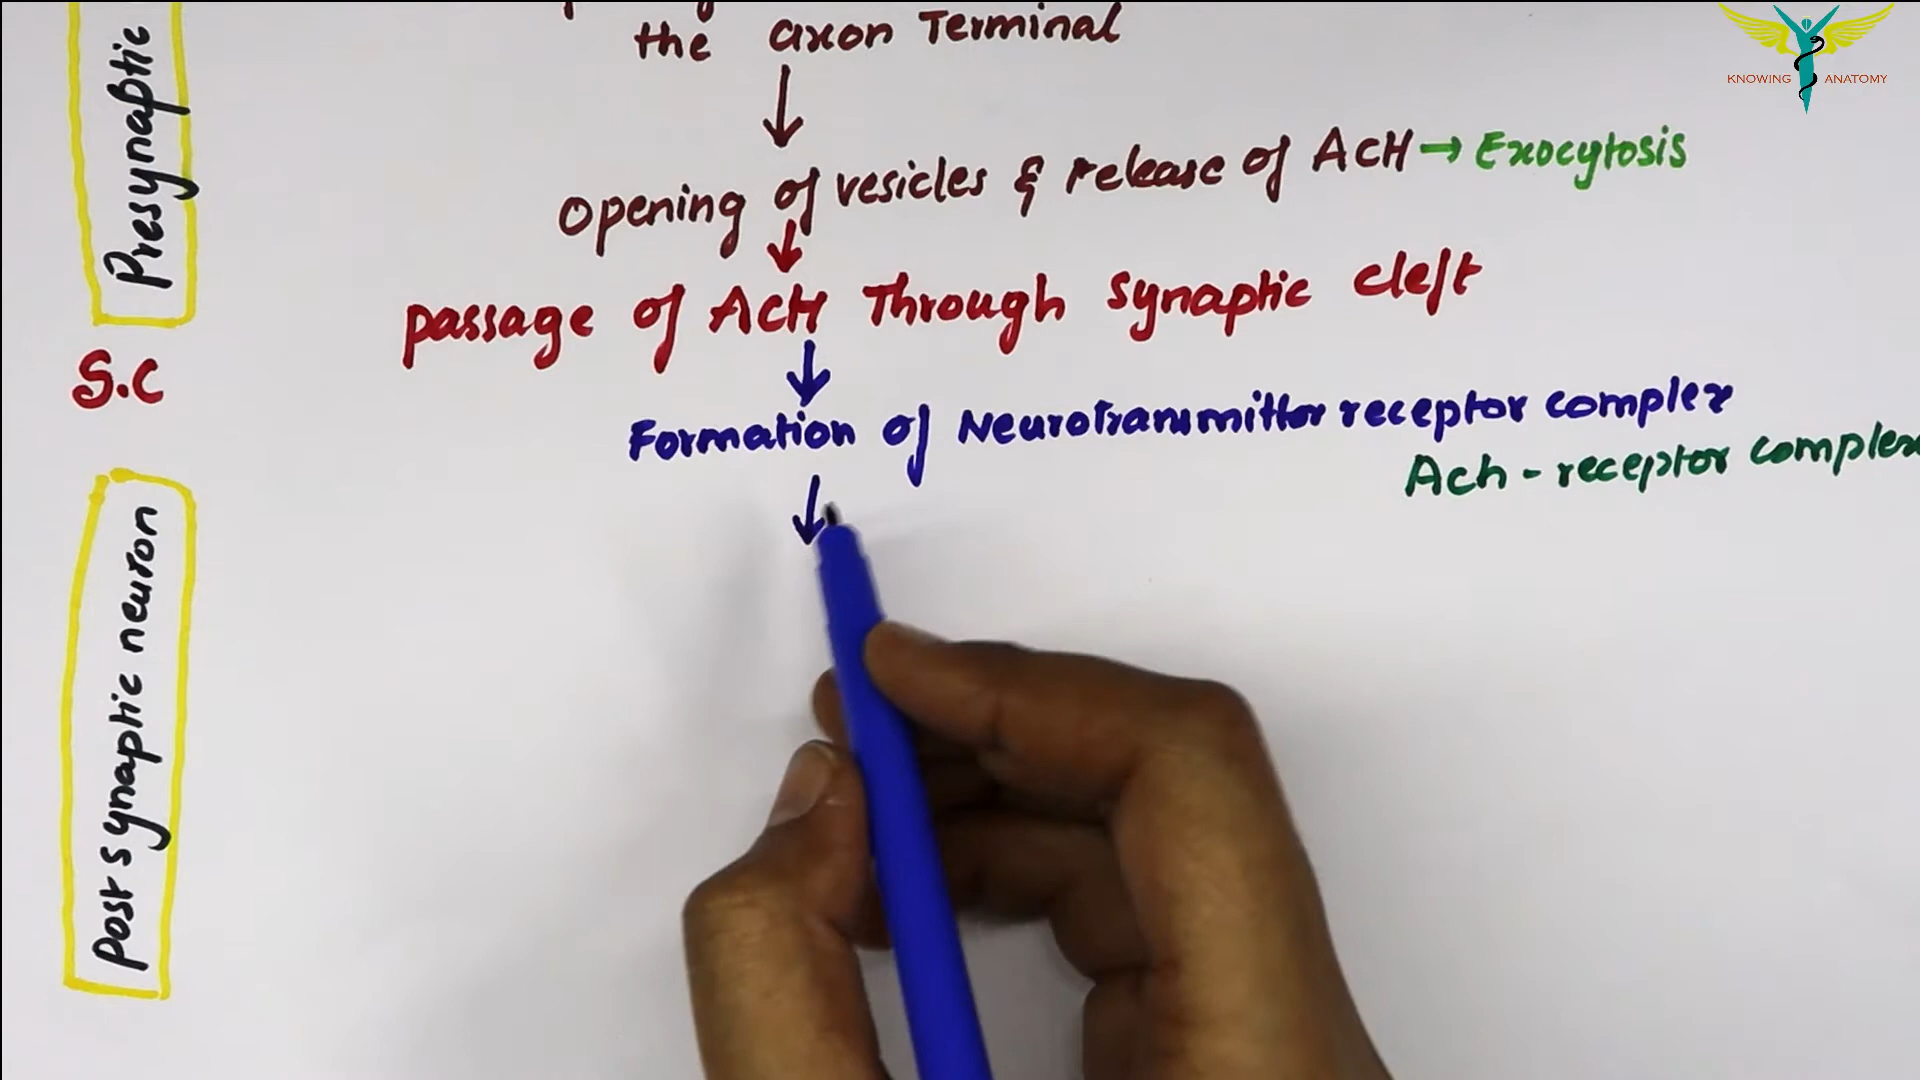 the axon Terminal
Opening of vesicles & release of AcH → Exocytosis
passage of AcH Through synaptic cleft
Formation of Neurotransmitter receptor complex
Ach - receptor complex
Presynaptic
S.C
Post synaptic neuron
KNOWING ANATOMY